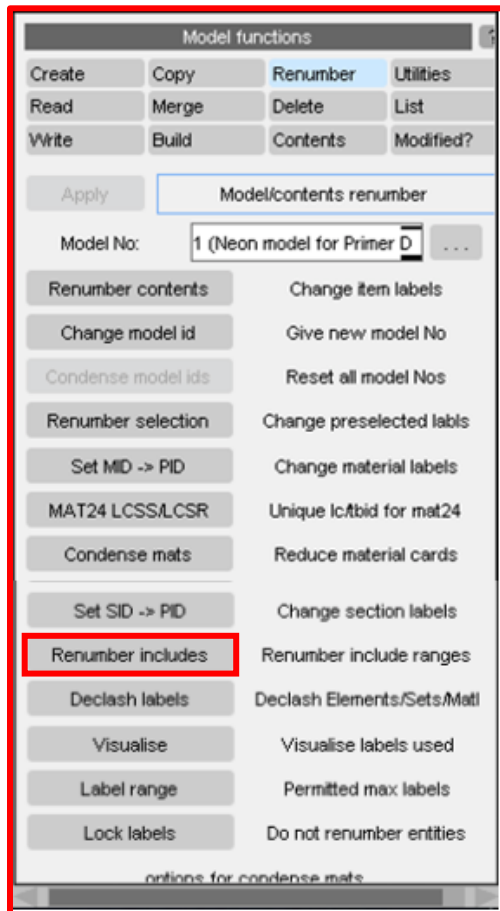 Model functions ?
Create Copy Renumber Utilities
Read Merge Delete List
Write Build Contents Modified?
Apply Model/contents renumber
Model No: 1 (Neon model for Primer D ...
Renumber contents Change item labels
Change model id Give new model No
Condense model ids Reset all model Nos
Renumber selection Change preselected labls
Set MID -> PID Change material labels
MAT24 LCSS/LCSR Unique lc/tbid for mat24
Condense mats Reduce material cards
Set SID -> PID Change section labels
Renumber includes Renumber include ranges
Declash labels Declash Elements/Sets/Matl
Visualise Visualise labels used
Label range Permitted max labels
Lock labels Do not renumber entities
options for condense mats